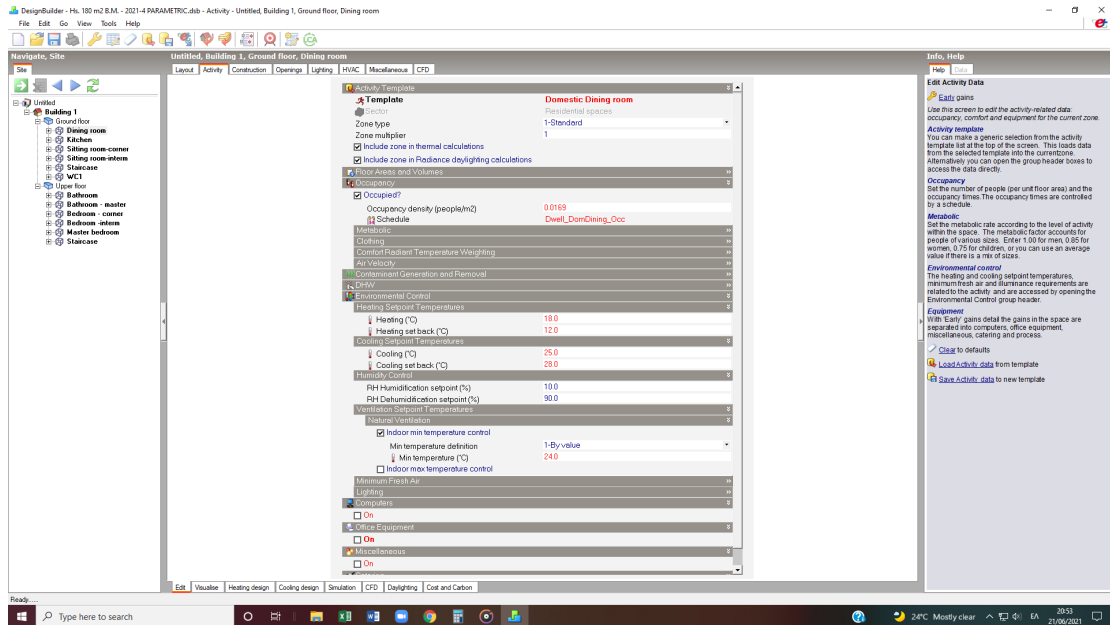 DesignBuilder - Hs. 180 m2 B.M. - 2021-4 PARAMETRIC.dsb - Activity - Untitled, Building 1, Ground floor, Dining room
File Edit Go View Tools Help
Navigate, Site
Site
Untitled
Building 1
Ground floor
Dining room
Kitchen
Sitting room-corner
Sitting room-interm
Staircase
WC1
Upper floor
Bathroom
Bathroom - master
Bedroom - corner
Bedroom -interm
Master bedroom
Staircase
Untitled, Building 1, Ground floor, Dining room
Layout Activity Construction Openings Lighting HVAC Miscellaneous CFD
Activity Template
Template Domestic Dining room
Sector Residential spaces
Zone type 1-Standard
Zone multiplier 1
Include zone in thermal calculations
Include zone in Radiance daylighting calculations
Floor Areas and Volumes
Occupancy
Occupied?
Occupancy density (people/m2) 0.0169
Schedule Dwell_DomDining_Occ
Metabolic
Clothing
Comfort Radiant Temperature Weighting
Air Velocity
Contaminant Generation and Removal
DHW
Environmental Control
Heating Setpoint Temperatures
Heating (°C) 18.0
Heating set back (°C) 12.0
Cooling Setpoint Temperatures
Cooling (°C) 25.0
Cooling set back (°C) 28.0
Humidity Control
RH Humidification setpoint (%) 10.0
RH Dehumidification setpoint (%) 90.0
Ventilation Setpoint Temperatures
Natural Ventilation
Indoor min temperature control
Min temperature definition 1-By value
Min temperature (°C) 24.0
Indoor max temperature control
Minimum Fresh Air
Lighting
Computers
On
Office Equipment
On
Miscellaneous
On
Edit Visualise Heating design Cooling design Simulation CFD Daylighting Cost and Carbon
Info, Help
Help Data
Edit Activity Data
Early gains
Use this screen to edit the activity-related data:
occupancy, comfort and equipment for the current zone.
Activity template
You can make a generic selection from the activity
template list at the top of the screen. This loads data
from the selected template into the currentzone.
Alternatively you can open the group header boxes to
access the data directly.
Occupancy
Set the number of people (per unit floor area) and the
occupancy times.The occupancy times are controlled
by a schedule.
Metabolic
Set the metabolic rate according to the level of activity
within the space. The metabolic factor accounts for
people of various sizes. Enter 1.00 for men, 0.85 for
women, 0.75 for children, or you can use an average
value if there is a mix of sizes.
Environmental control
The heating and cooling setpoint temperatures,
minimum fresh air and illuminance requirements are
related to the activity and are accessed by opening the
Environmental Control group header.
Equipment
With 'Early' gains detail the gains in the space are
separated into computers, office equipment,
miscellaneous, catering and process.
Clear to defaults
Load Activity data from template
Save Activity data to new template
Ready.....
Type here to search
24°C Mostly clear
ΕΛ
20:53
21/06/2021